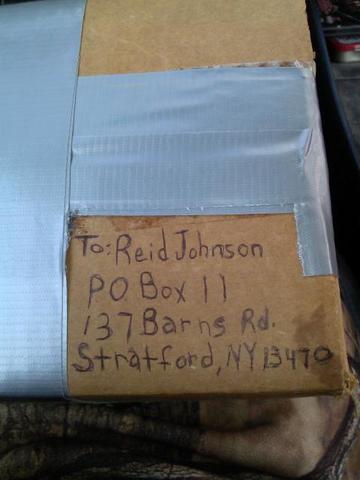 To: Reid Johnson
PO Box 11
137 Barns Rd.
Stratford, NY 13470